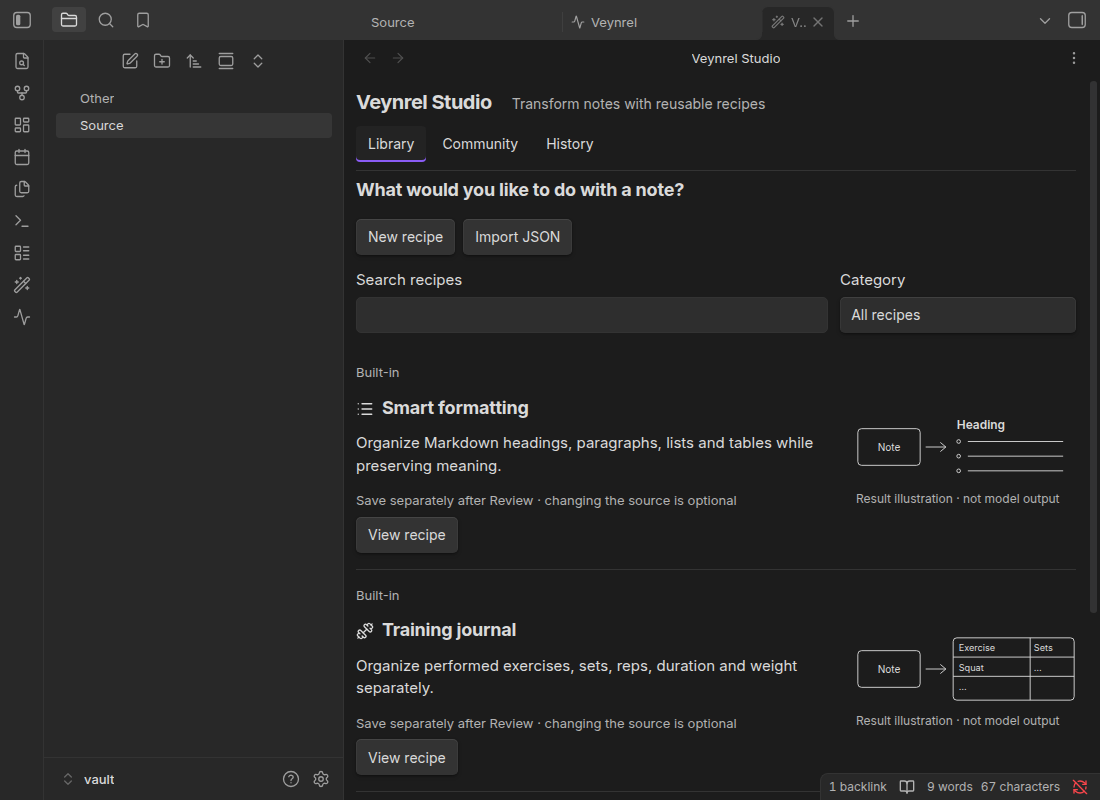 Source
Veynrel
V..
Veynrel Studio
Other
Source
Veynrel Studio
Transform notes with reusable recipes
Library
Community
History
What would you like to do with a note?
New recipe
Import JSON
Search recipes
Category
All recipes
Built-in
Smart formatting
Organize Markdown headings, paragraphs, lists and tables while
preserving meaning.
Save separately after Review · changing the source is optional
View recipe
Note
Heading
Result illustration · not model output
Built-in
Training journal
Organize performed exercises, sets, reps, duration and weight
separately.
Save separately after Review · changing the source is optional
View recipe
Note
Exercise
Sets
Squat
...
...
Result illustration · not model output
vault
1 backlink
9 words
67 characters